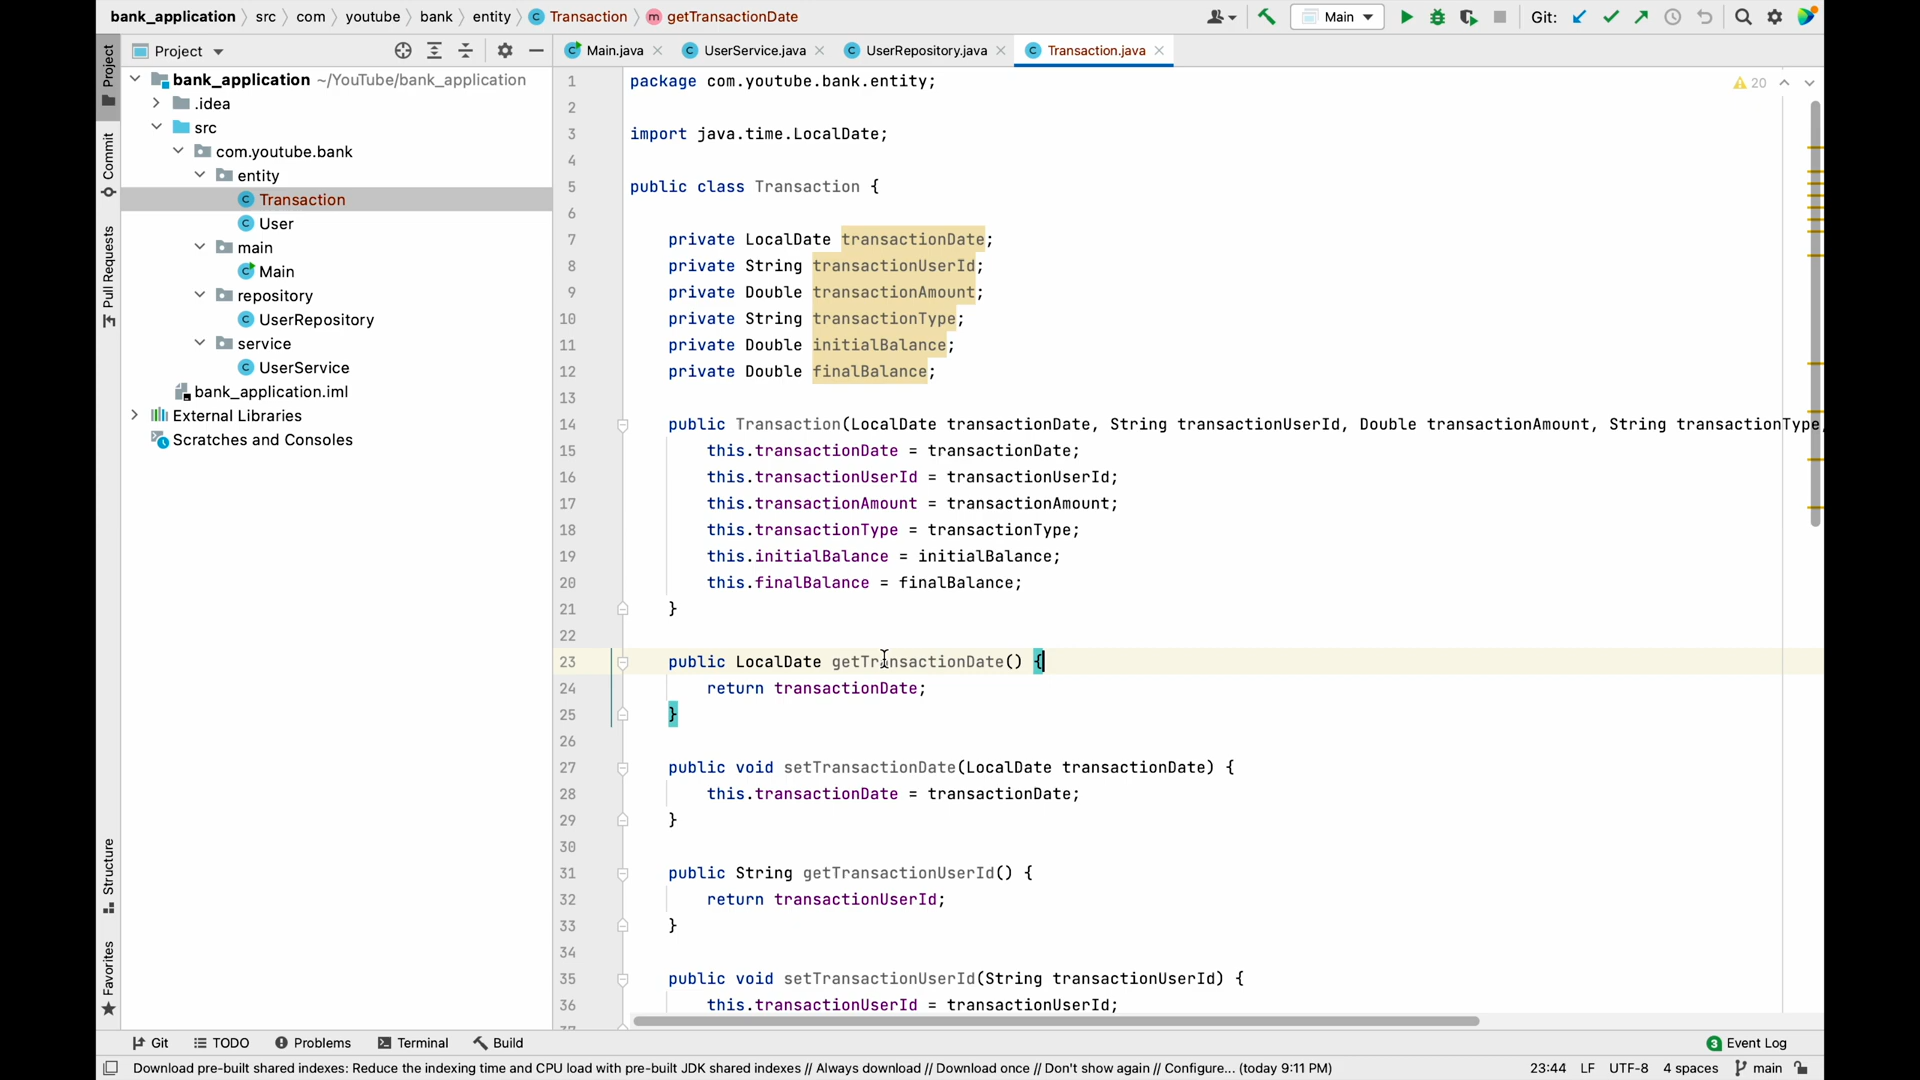 bank_application src com youtube bank entity Transaction getTransactionDate Main Git:
Project
Main.java UserService.java UserRepository.java Transaction.java
bank_application ~/YouTube/bank_application
.idea
src
com.youtube.bank
entity
Transaction
User
main
Main
repository
UserRepository
service
UserService
bank_application.iml
External Libraries
Scratches and Consoles
Project
Commit
Pull Requests
Structure
Favorites
20
1 package com.youtube.bank.entity;
2
3 import java.time.LocalDate;
4
5 public class Transaction {
6
7 private LocalDate transactionDate;
8 private String transactionUserId;
9 private Double transactionAmount;
10 private String transactionType;
11 private Double initialBalance;
12 private Double finalBalance;
13
14 public Transaction(LocalDate transactionDate, String transactionUserId, Double transactionAmount, String transactionType,
15 this.transactionDate = transactionDate;
16 this.transactionUserId = transactionUserId;
17 this.transactionAmount = transactionAmount;
18 this.transactionType = transactionType;
19 this.initialBalance = initialBalance;
20 this.finalBalance = finalBalance;
21 }
22
23 public LocalDate getTransactionDate() {
24 return transactionDate;
25 }
26
27 public void setTransactionDate(LocalDate transactionDate) {
28 this.transactionDate = transactionDate;
29 }
30
31 public String getTransactionUserId() {
32 return transactionUserId;
33 }
34
35 public void setTransactionUserId(String transactionUserId) {
36 this.transactionUserId = transactionUserId;
Git TODO Problems Terminal Build 3 Event Log
Download pre-built shared indexes: Reduce the indexing time and CPU load with pre-built JDK shared indexes // Always download // Download once // Don't show again // Configure... (today 9:11 PM) 23:44 LF UTF-8 4 spaces main